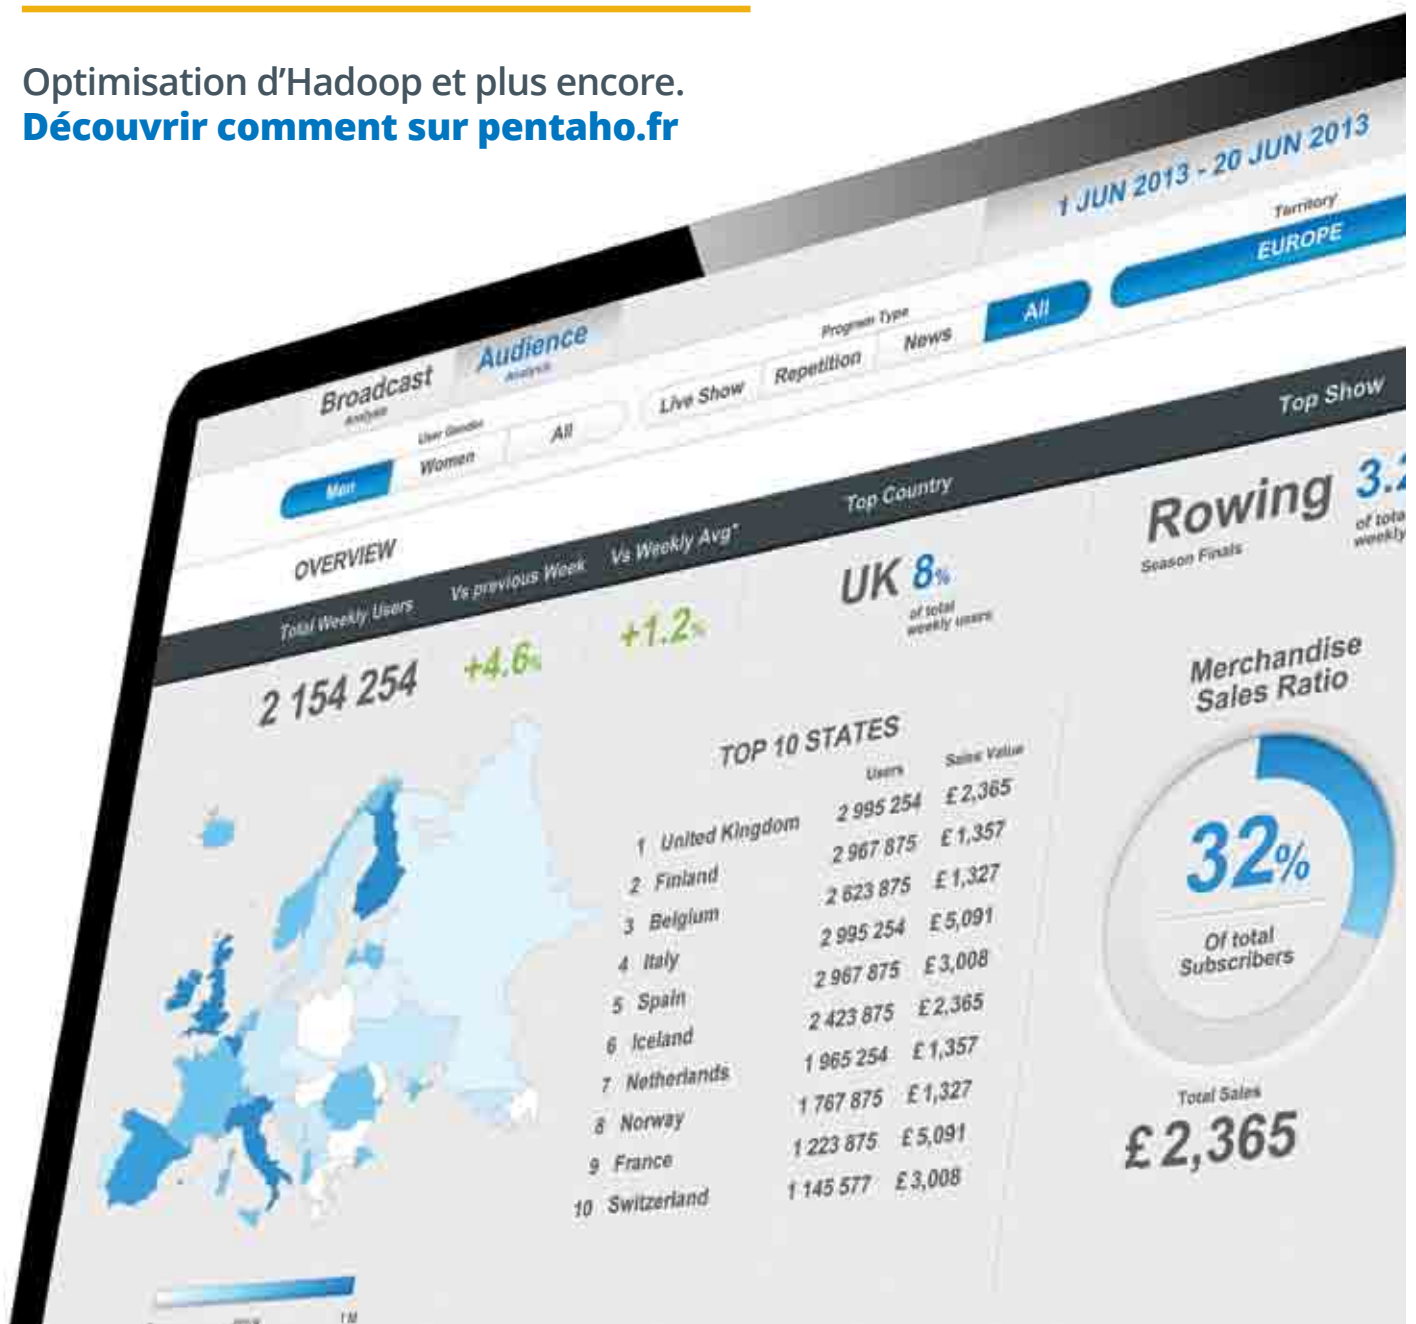 Optimisation d’Hadoop et plus encore.
Découvrir comment sur pentaho.fr
1 JUN 2013 - 20 JUN 2013
Territory
EUROPE
Broadcast
Analysis
Audience
Analysis
User Gender
Men
Women
All
Program Type
Live Show
Repetition
News
All
OVERVIEW
Total Weekly Users
Vs previous Week
Vs Weekly Avg*
Top Country
Top Show
2 154 254
+4.6%
+1.2%
UK 8%
of total
weekly users
Rowing
Season Finals
3.2
of total
weekly
TOP 10 STATES
Users Sales Value
1 United Kingdom 2 995 254 £2,365
2 Finland 2 967 875 £1,357
3 Belgium 2 623 875 £1,327
4 Italy 2 995 254 £5,091
5 Spain 2 967 875 £3,008
6 Iceland 2 423 875 £2,365
7 Netherlands 1 965 254 £1,357
8 Norway 1 767 875 £1,327
9 France 1 223 875 £5,091
10 Switzerland 1 145 577 £3,008
Merchandise
Sales Ratio
32%
Of total
Subscribers
Total Sales
£2,365
1M